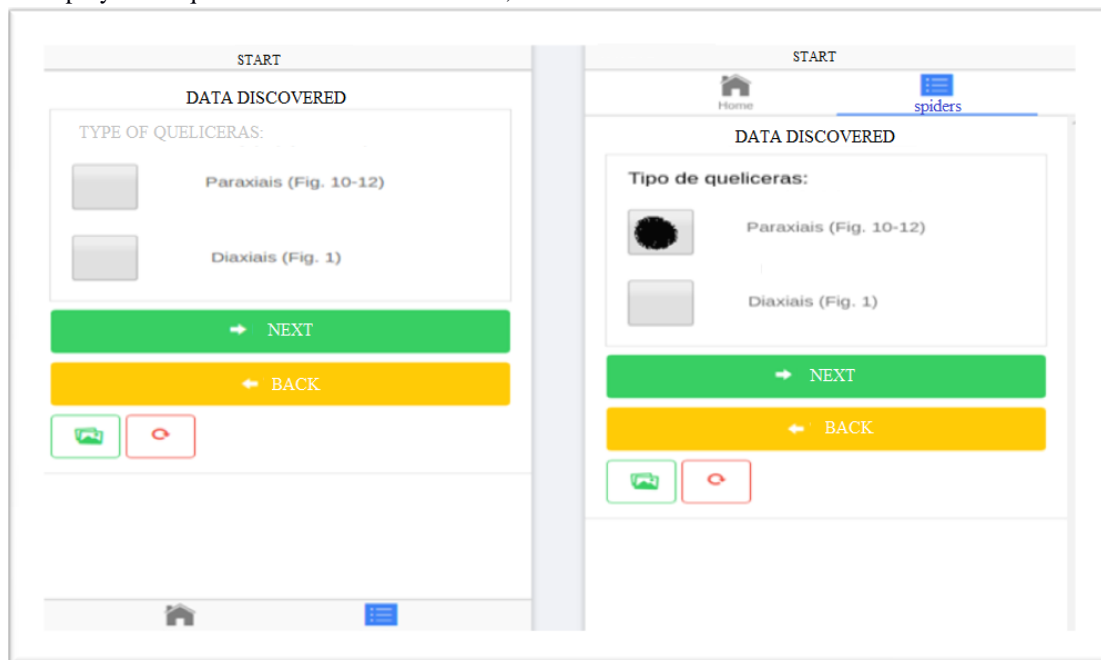 START
DATA DISCOVERED
TYPE OF QUELICERAS:
Paraxiais (Fig. 10-12)
Diaxiais (Fig. 1)
NEXT
BACK
START
Home
spiders
DATA DISCOVERED
Tipo de queliceras:
Paraxiais (Fig. 10-12)
Diaxiais (Fig. 1)
NEXT
BACK